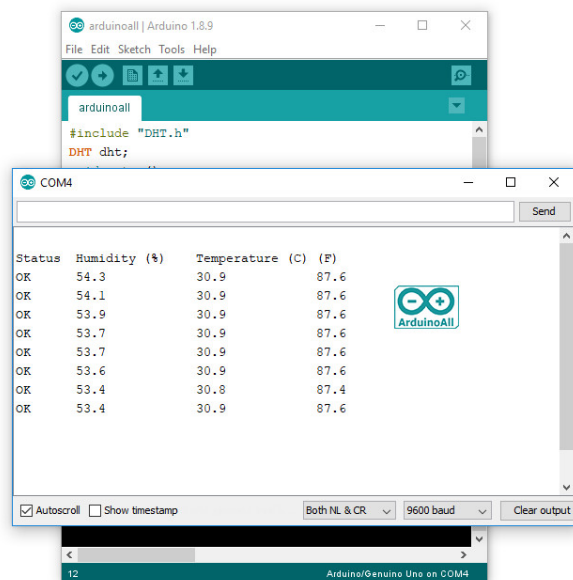 arduinoall | Arduino 1.8.9
File Edit Sketch Tools Help
arduinoall
#include "DHT.h"
DHT dht;
COM4
Send
Status Humidity (%) Temperature (C) (F)
OK 54.3 30.9 87.6
OK 54.1 30.9 87.6
OK 53.9 30.9 87.6
OK 53.7 30.9 87.6
OK 53.7 30.9 87.6
OK 53.6 30.9 87.6
OK 53.4 30.8 87.4
OK 53.4 30.9 87.6
ArduinoAll
Autoscroll Show timestamp Both NL & CR 9600 baud Clear output
12 Arduino/Genuino Uno on COM4